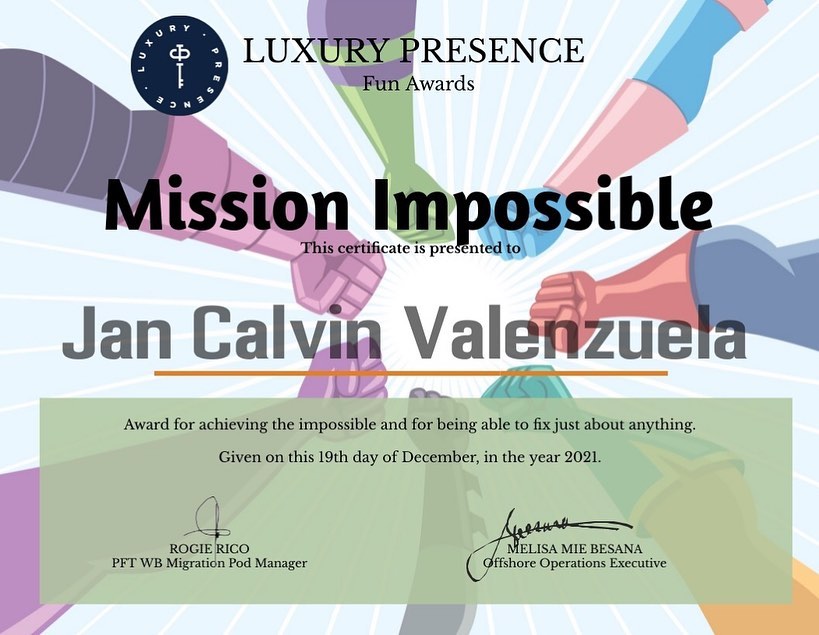 LUXURY · PRESENCE ·
LUXURY PRESENCE
Fun Awards
Mission Impossible
This certificate is presented to
Jan Calvin Valenzuela
Award for achieving the impossible and for being able to fix just about anything.
Given on this 19th day of December, in the year 2021.
ROGIE RICO
PFT WB Migration Pod Manager
MELISA MIE BESANA
Offshore Operations Executive